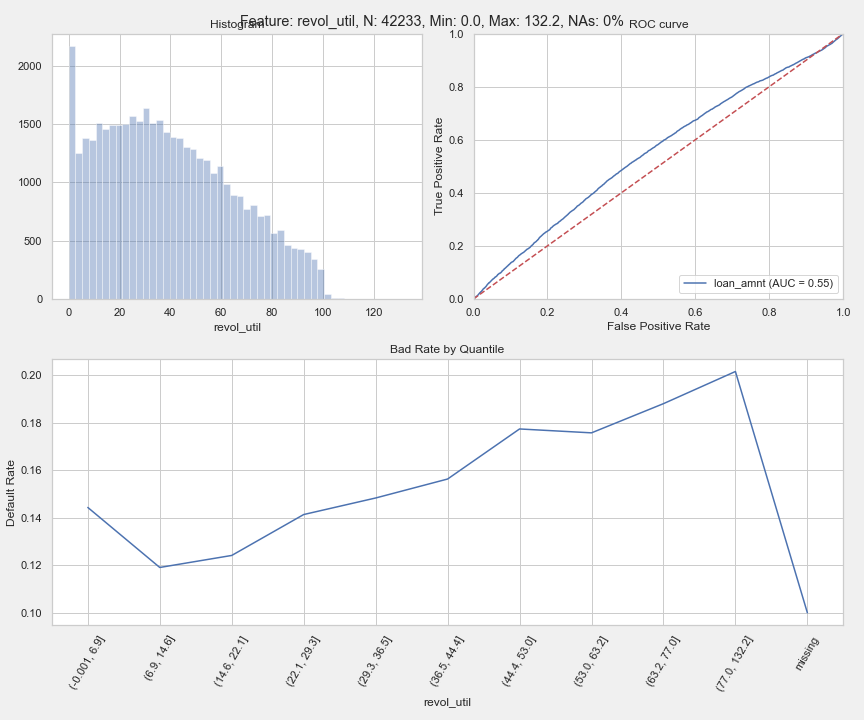 Feature: revol_util, N: 42233, Min: 0.0, Max: 132.2, NAs: 0%
Histogram
2000
1500
1000
500
0
0 20 40 60 80 100 120
revol_util
ROC curve
True Positive Rate
1.0
0.8
0.6
0.4
0.2
0.0
loan_amnt (AUC = 0.55)
0.0 0.2 0.4 0.6 0.8 1.0
False Positive Rate
Bad Rate by Quantile
Default Rate
0.20
0.18
0.16
0.14
0.12
0.10
(-0.001, 6.9]
(6.9, 14.6]
(14.6, 22.1]
(22.1, 29.3]
(29.3, 36.5]
(36.5, 44.4]
(44.4, 53.0]
(53.0, 63.2]
(63.2, 77.0]
(77.0, 132.2]
missing
revol_util